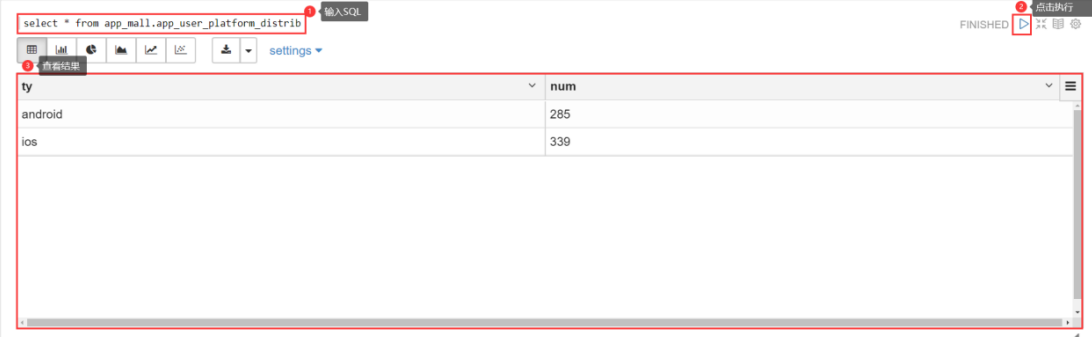 2 点击执行
1 输入SQL
select * from app_mall.app_user_platform_distrib
FINISHED
settings
3 查看结果
ty num
android 285
ios 339